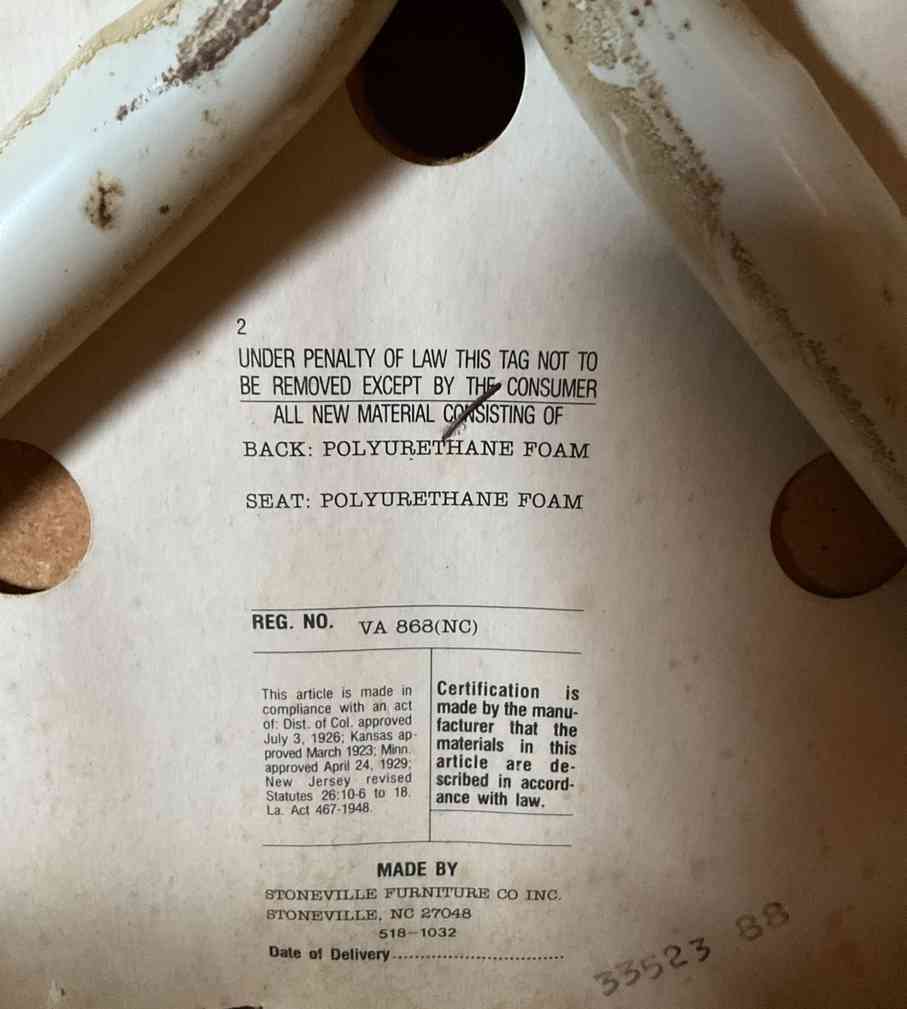 2
UNDER PENALTY OF LAW THIS TAG NOT TO
BE REMOVED EXCEPT BY THE CONSUMER
ALL NEW MATERIAL CONSISTING OF
BACK: POLYURETHANE FOAM
SEAT: POLYURETHANE FOAM
REG. NO. VA 868(NC)
This article is made in
compliance with an act
of: Dist. of Col. approved
July 3, 1926; Kansas ap-
proved March 1923; Minn.
approved April 24, 1929;
New Jersey revised
Statutes 26:10-6 to 18.
La. Act 467-1948.
Certification is
made by the manu-
facturer that the
materials in this
article are de-
scribed in accord-
ance with law.
MADE BY
STONEVILLE FURNITURE CO INC.
STONEVILLE, NC 27048
518-1032
Date of Delivery................................
33523 88